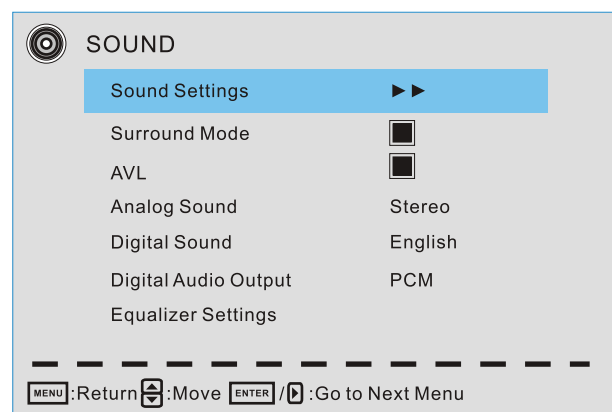 SOUND
Sound Settings ►►
Surround Mode
AVL
Analog Sound Stereo
Digital Sound English
Digital Audio Output PCM
Equalizer Settings
MENU:Return :Move ENTER / :Go to Next Menu